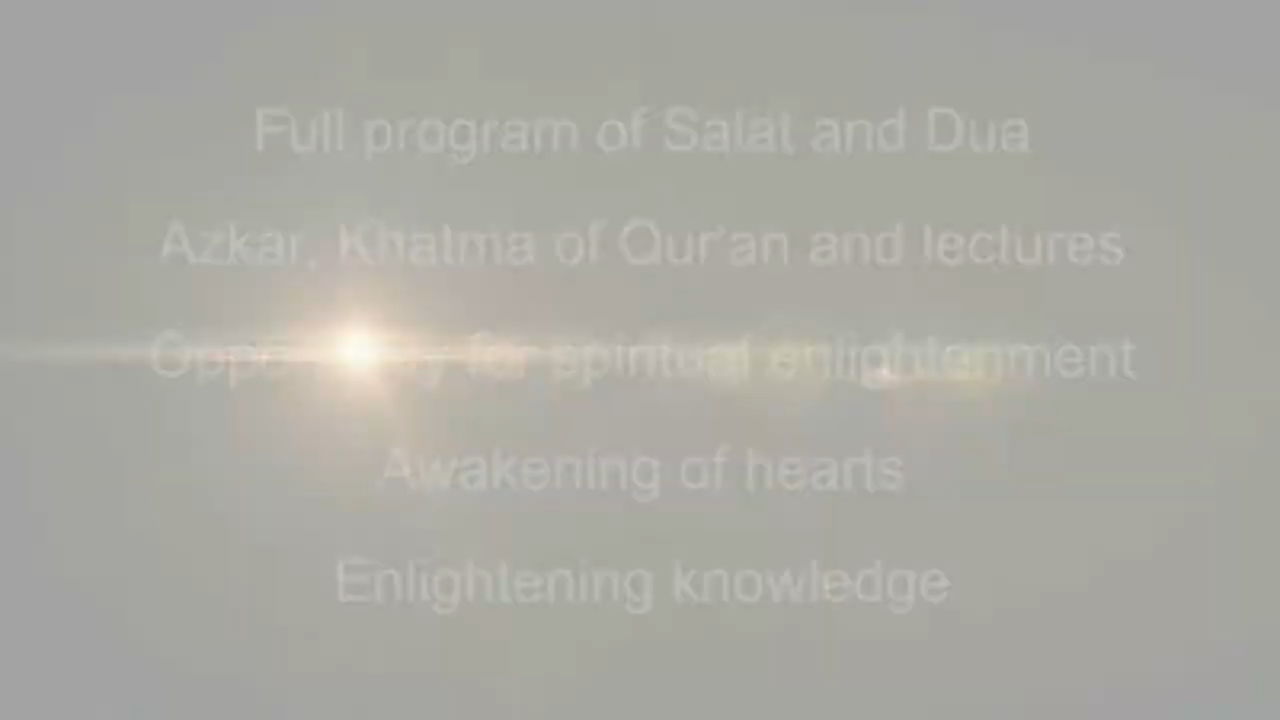 Full program of Salat and Dua
Azkar, Khatma of Qur'an and lectures
Opportunity for spiritual enlightenment
Awakening of hearts
Enlightening knowledge